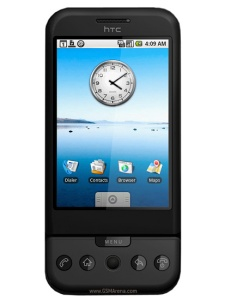 hTC
4:09 AM
Dialer Contacts Browser Maps
MENU
© www.GSMArena.com